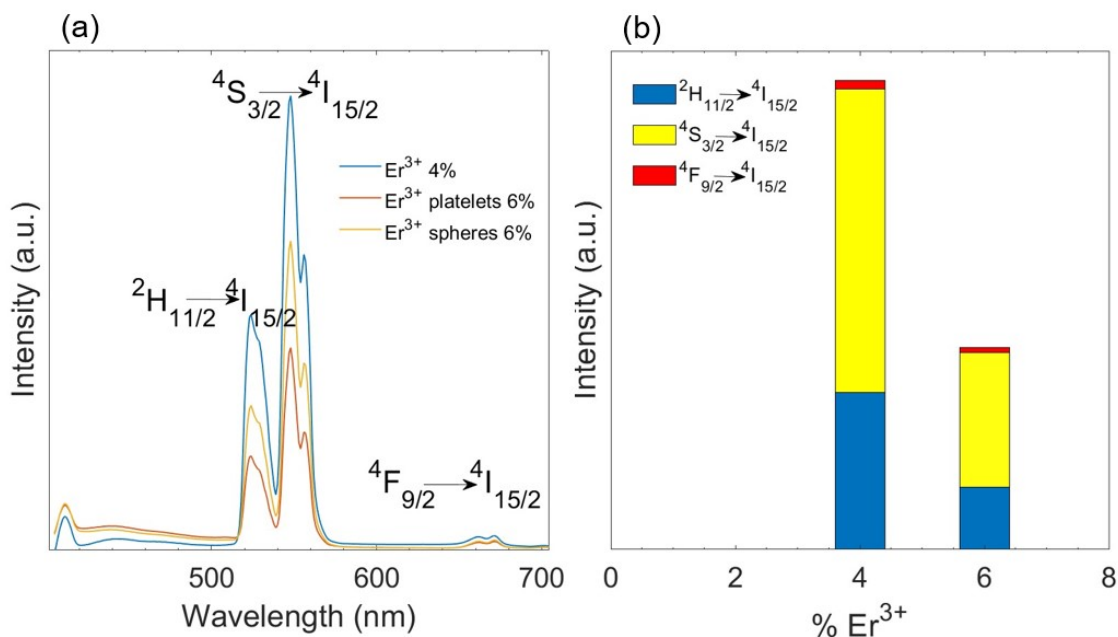 (a)
⁴S₃/₂ → ⁴I₁₅/₂
Er³⁺ 4%
Er³⁺ platelets 6%
Er³⁺ spheres 6%
²H₁₁/₂ → ⁴I₁₅/₂
⁴F₉/₂ → ⁴I₁₅/₂
Intensity (a.u.)
500 600 700
Wavelength (nm)
(b)
²H₁₁/₂ → ⁴I₁₅/₂
⁴S₃/₂ → ⁴I₁₅/₂
⁴F₉/₂ → ⁴I₁₅/₂
Intensity (a.u.)
0 2 4 6 8
% Er³⁺